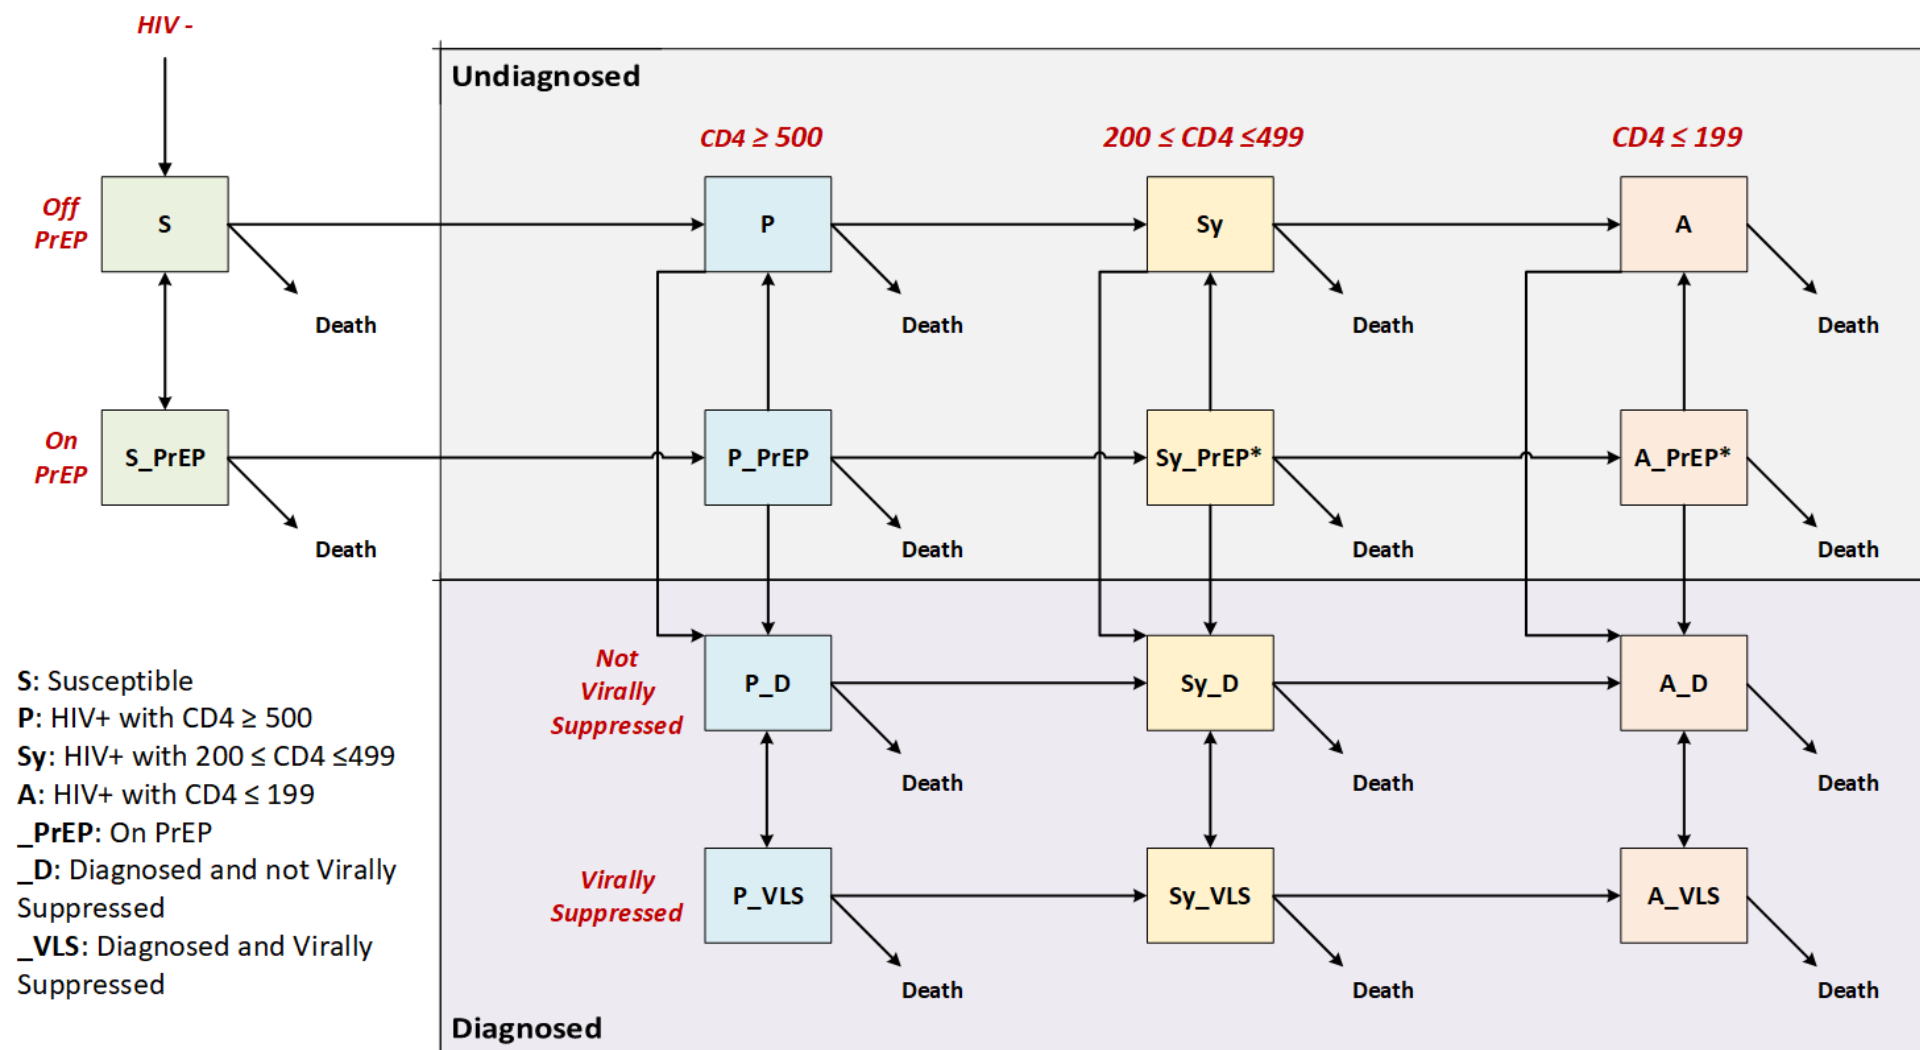 HIV -
Undiagnosed
CD4 ≥ 500
200 ≤ CD4 ≤499
CD4 ≤ 199
Off
PrEP
S
P
Sy
A
Death
Death
Death
Death
On
PrEP
S_PrEP
P_PrEP
Sy_PrEP*
A_PrEP*
Death
Death
Death
Death
Not
Virally
Suppressed
P_D
Sy_D
A_D
Death
Death
Death
Virally
Suppressed
P_VLS
Sy_VLS
A_VLS
Death
Death
Death
Diagnosed
S: Susceptible
P: HIV+ with CD4 ≥ 500
Sy: HIV+ with 200 ≤ CD4 ≤499
A: HIV+ with CD4 ≤ 199
_PrEP: On PrEP
_D: Diagnosed and not Virally
Suppressed
_VLS: Diagnosed and Virally
Suppressed